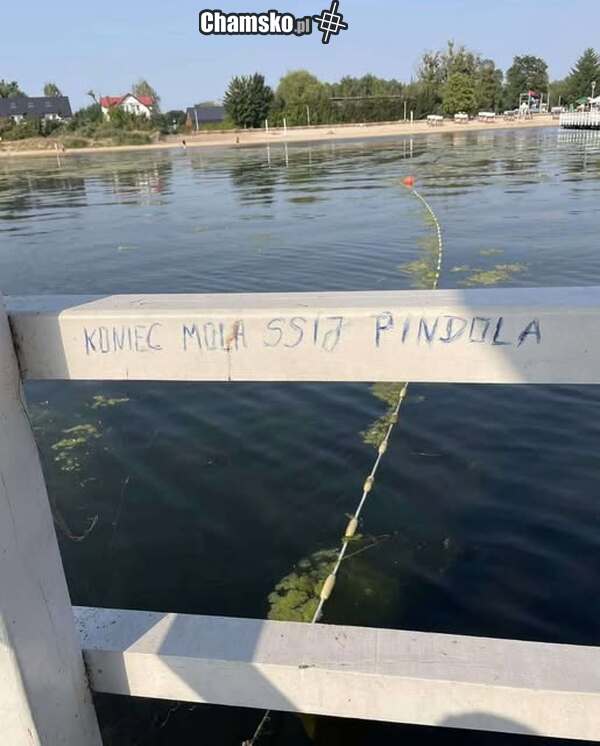 Chamsko.pl
KONIEC MOLA SSIJ PINDOLA